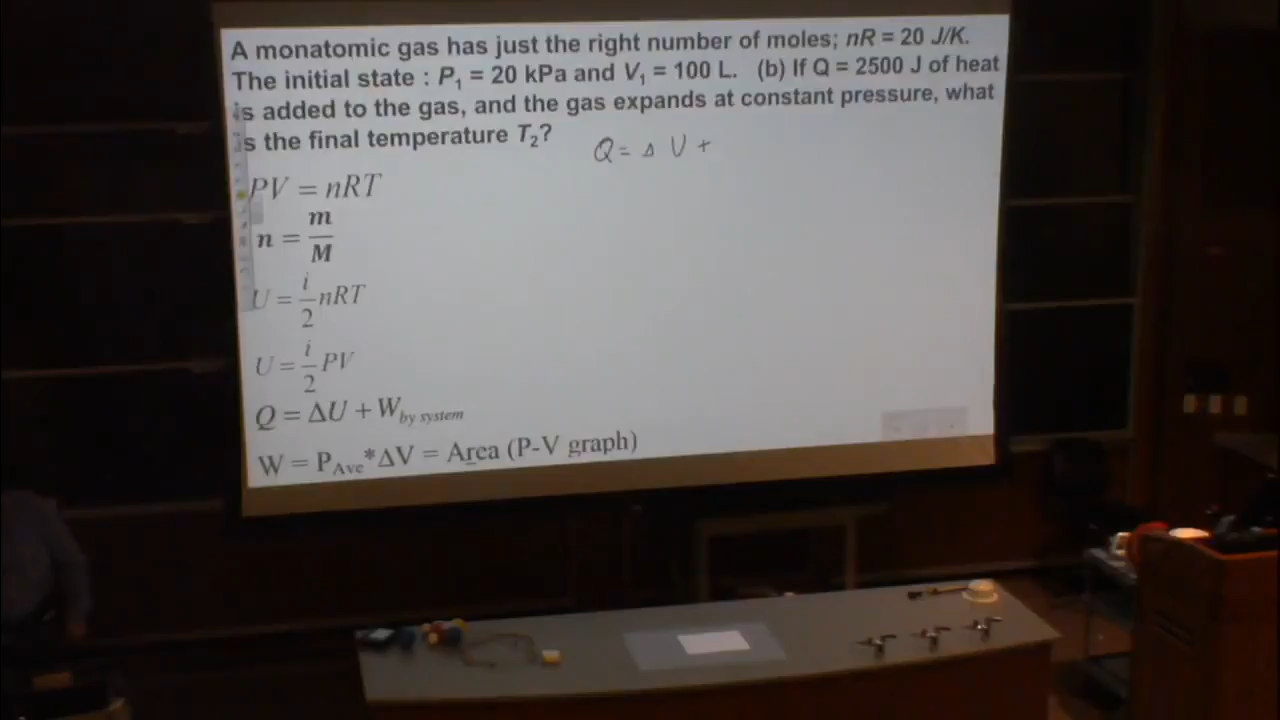 A monatomic gas has just the right number of moles; nR = 20 J/K.
The initial state : P₁ = 20 kPa and V₁ = 100 L. (b) If Q = 2500 J of heat
is added to the gas, and the gas expands at constant pressure, what
is the final temperature T₂?
Q = Δ U +
PV = nRT
n = m/M
U = i/2 nRT
U = i/2 PV
Q = ΔU + W by system
W = P Ave * ΔV = Area (P-V graph)